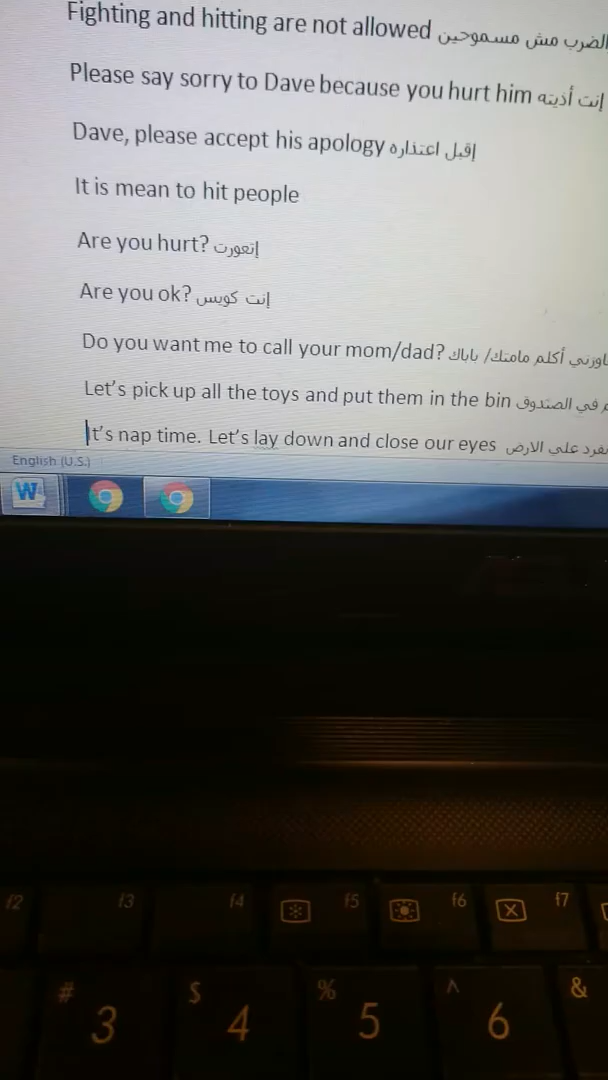 Fighting and hitting are not allowed الضرب مش مسموحين
Please say sorry to Dave because you hurt him إنت أذيته
Dave, please accept his apology إقبل اعتذاره
It is mean to hit people
Are you hurt? إتعورت
Are you ok? إنت كويس
Do you want me to call your mom/dad? أكلم مامتك/ باباك
Let's pick up all the toys and put them in the bin في الصندوق
It's nap time. Let's lay down and close our eyes على الارض
English (U.S.)
W
f2 f3 f4 f5 f6 f7
# $ % ^ &
3 4 5 6